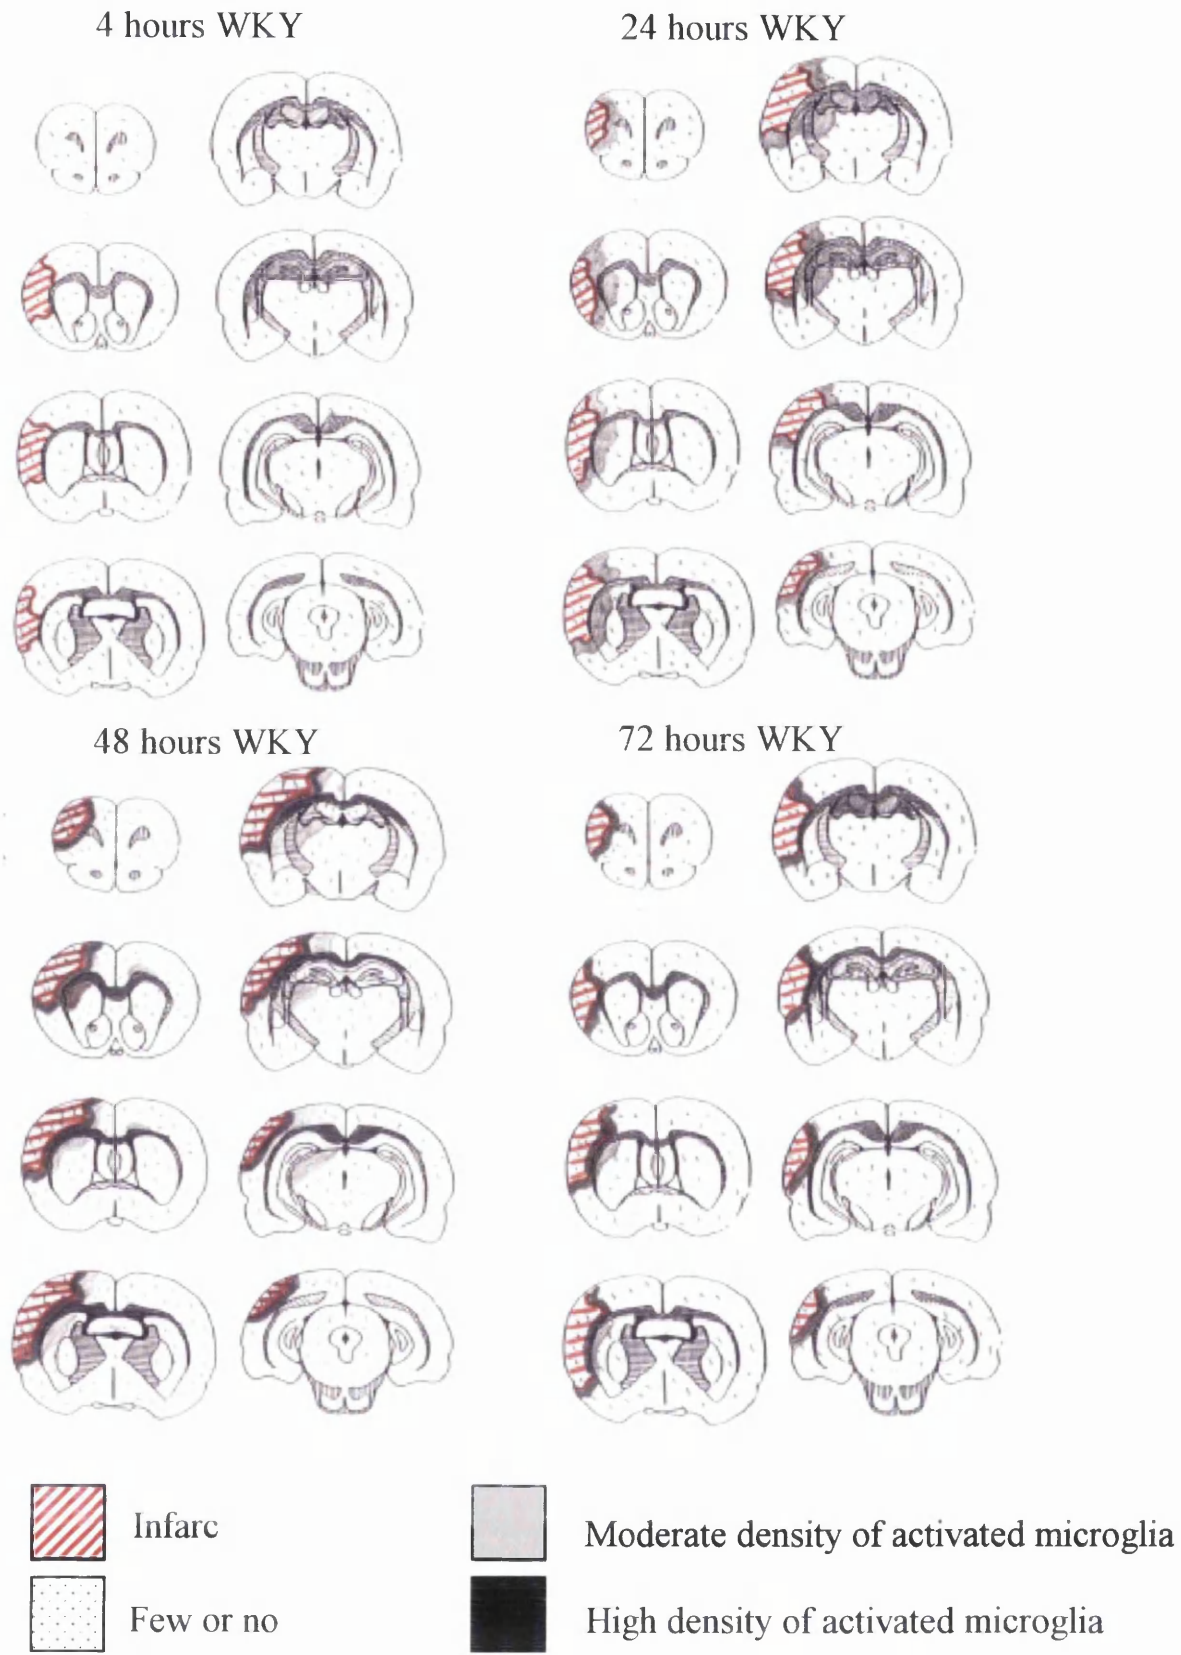 4 hours WKY
24 hours WKY
48 hours WKY
72 hours WKY
Infarc
Moderate density of activated microglia
Few or no
High density of activated microglia